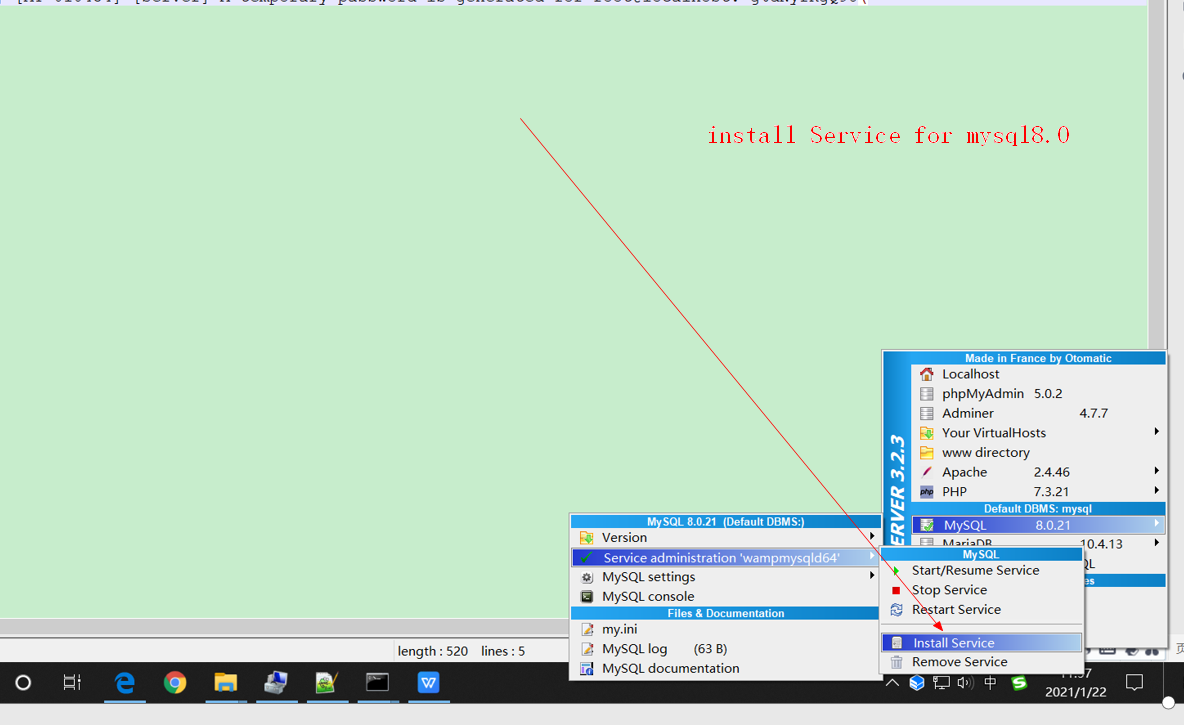 install Service for mysql8.0
Made in France by Otomatic
Localhost
phpMyAdmin 5.0.2
Adminer 4.7.7
Your VirtualHosts
www directory
Apache 2.4.46
PHP 7.3.21
Default DBMS: mysql
MySQL 8.0.21
MariaDB 10.4.13
ERVER 3.2.3
MySQL 8.0.21 (Default DBMS:)
Version
Service administration 'wampmysqld64'
MySQL settings
MySQL console
Files & Documentation
my.ini
MySQL log (63 B)
MySQL documentation
MySQL
Start/Resume Service
Stop Service
Restart Service
Install Service
Remove Service
length : 520 lines : 5
中
2021/1/22